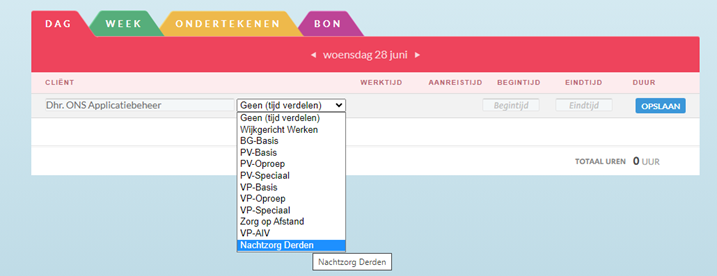 DAG WEEK ONDERTEKENEN BON
◄ woensdag 28 juni ►
CLIËNT WERKTIJD AANREISTIJD BEGINTIJD EINDTIJD DUUR
Dhr. ONS Applicatiebeheer Geen (tijd verdelen) Begintijd Eindtijd OPSLAAN
Geen (tijd verdelen)
Wijkgericht Werken
BG-Basis
PV-Basis
PV-Oproep
PV-Speciaal
VP-Basis
VP-Oproep
VP-Speciaal
Zorg op Afstand
VP-AIV
Nachtzorg Derden
Nachtzorg Derden
TOTAAL UREN 0 UUR